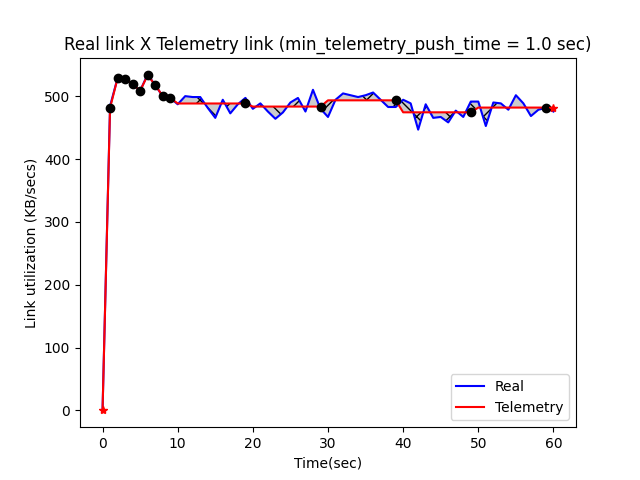 Real link X Telemetry link (min_telemetry_push_time = 1.0 sec)
Link utilization (KB/secs)
500
400
300
200
100
0
0 10 20 30 40 50 60
Time(sec)
Real
Telemetry